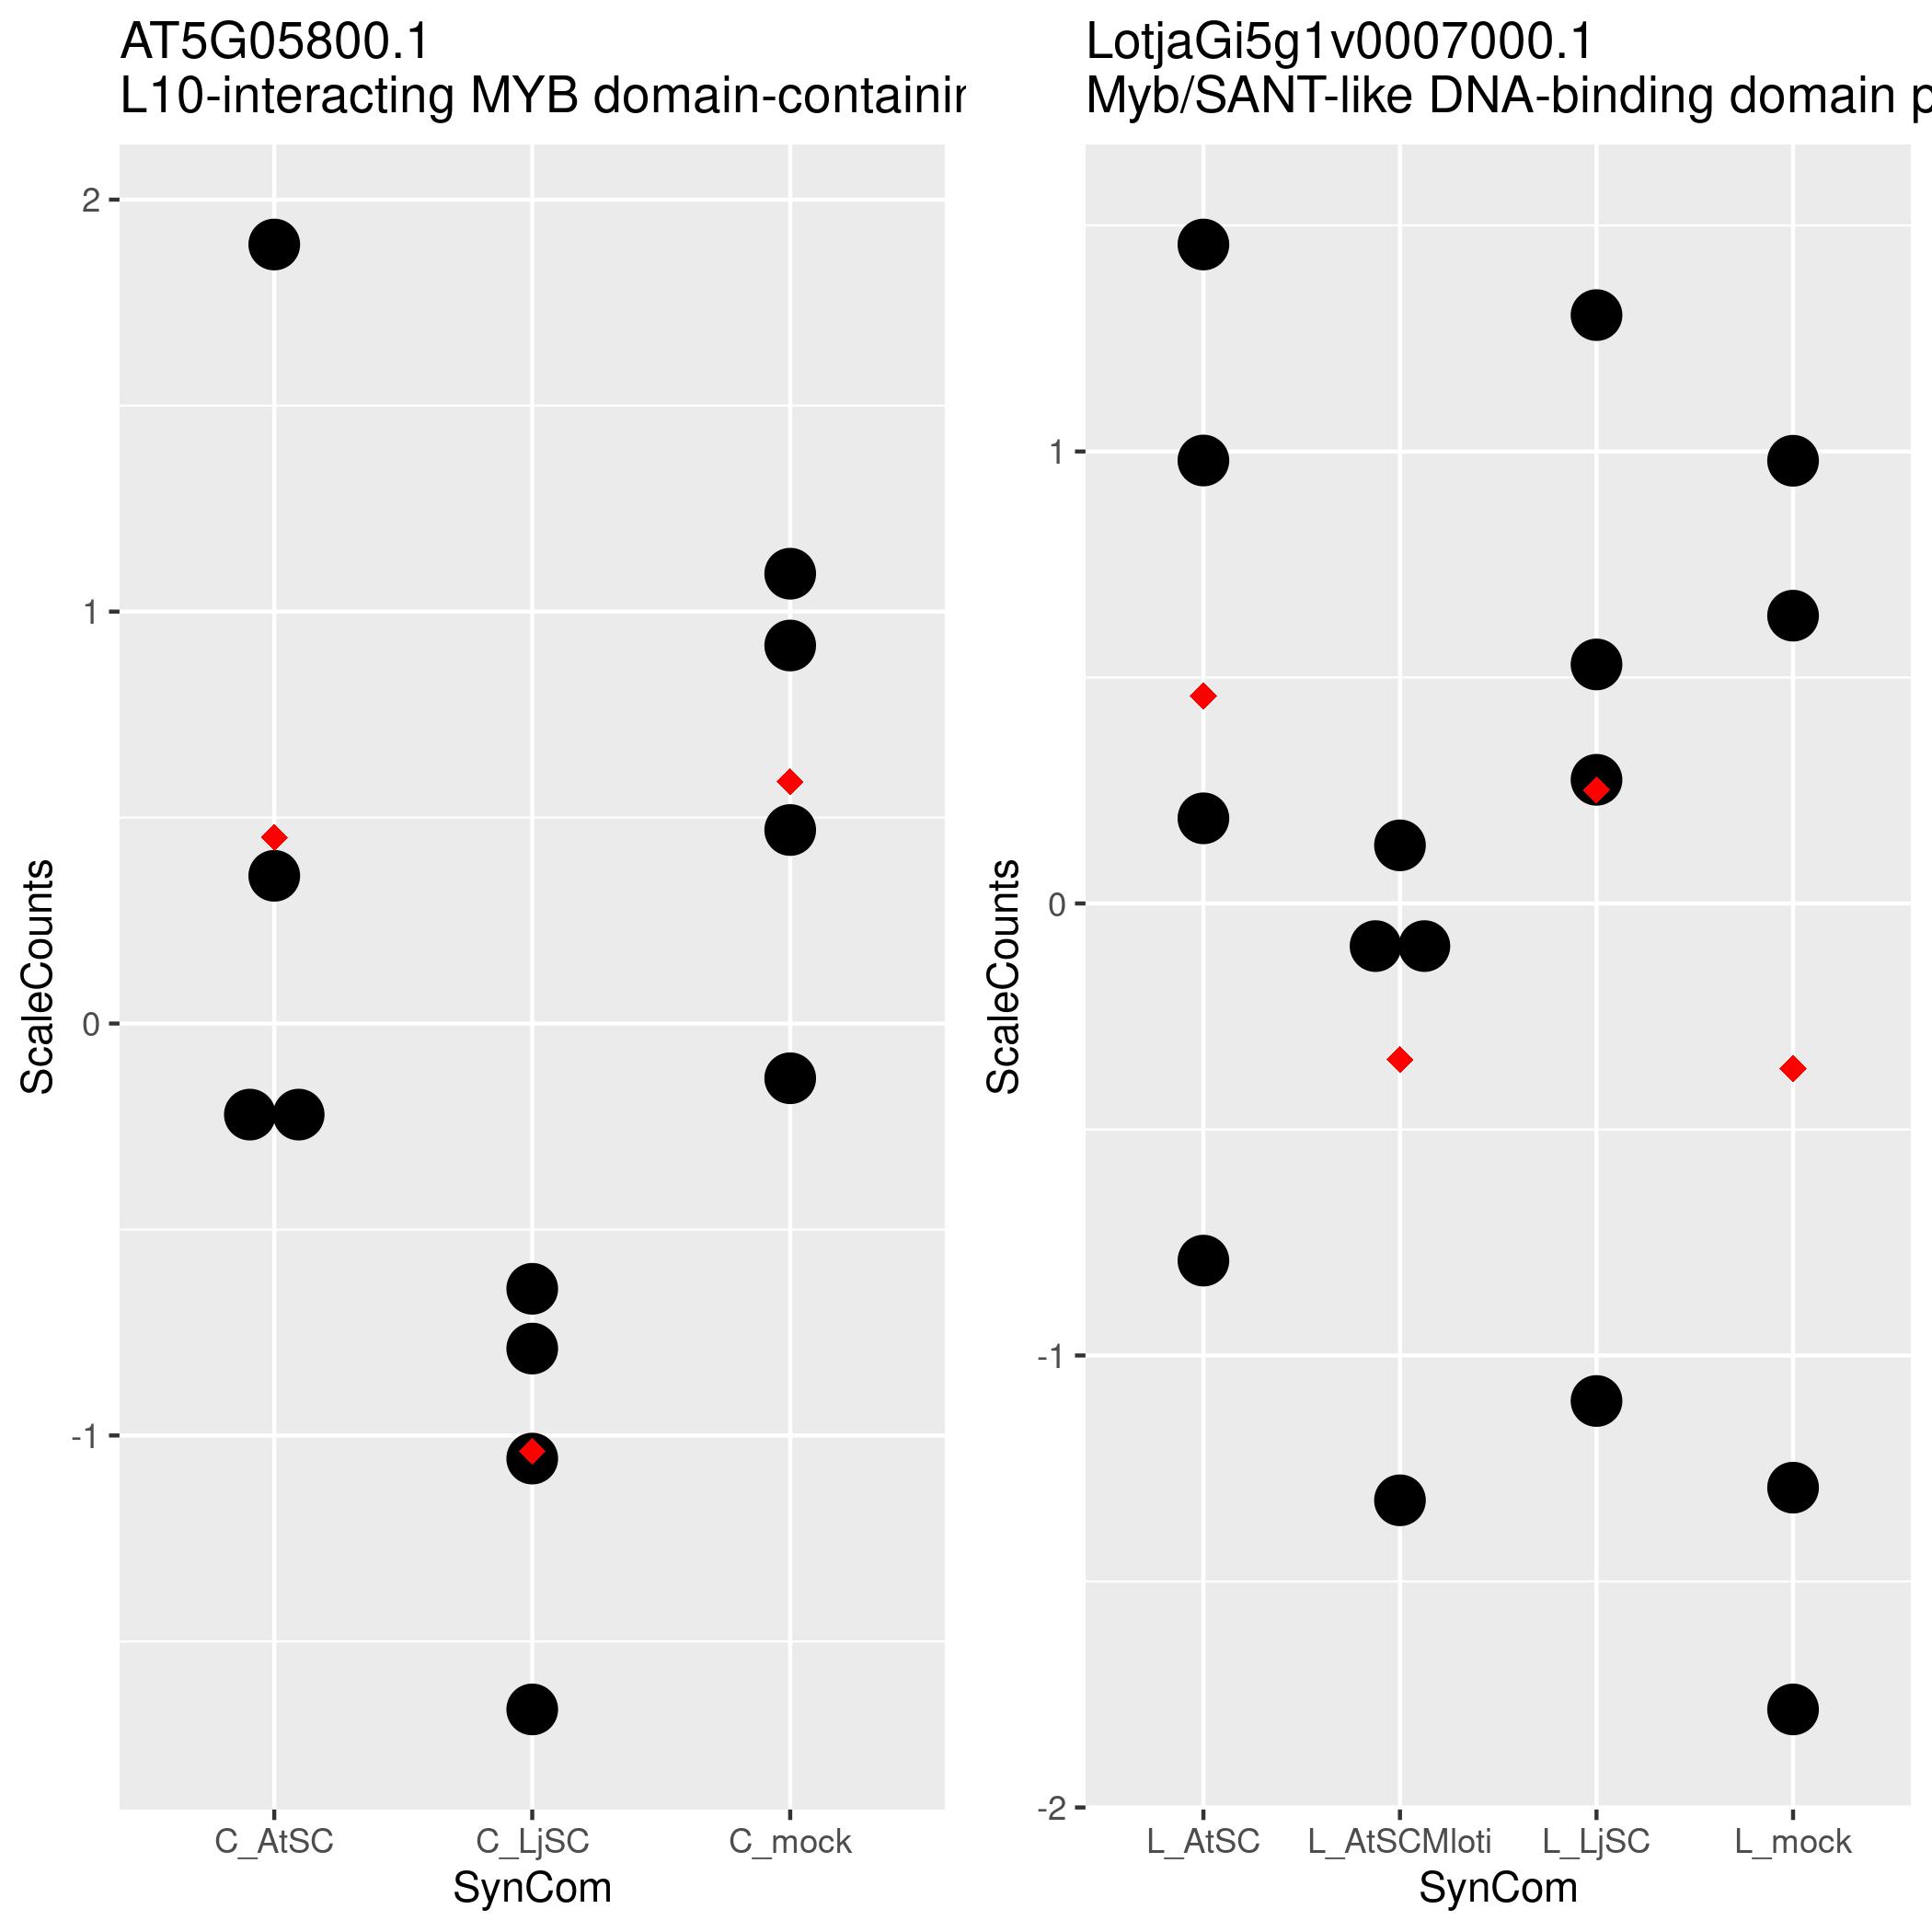 AT5G05800.1
L10-interacting MYB domain-containin
ScaleCounts
2
1
0
-1
C_AtSC C_LjSC C_mock
SynCom
LotjaGi5g1v0007000.1
Myb/SANT-like DNA-binding domain p
ScaleCounts
1
0
-1
-2
L_AtSC L_AtSCMloti L_LjSC L_mock
SynCom